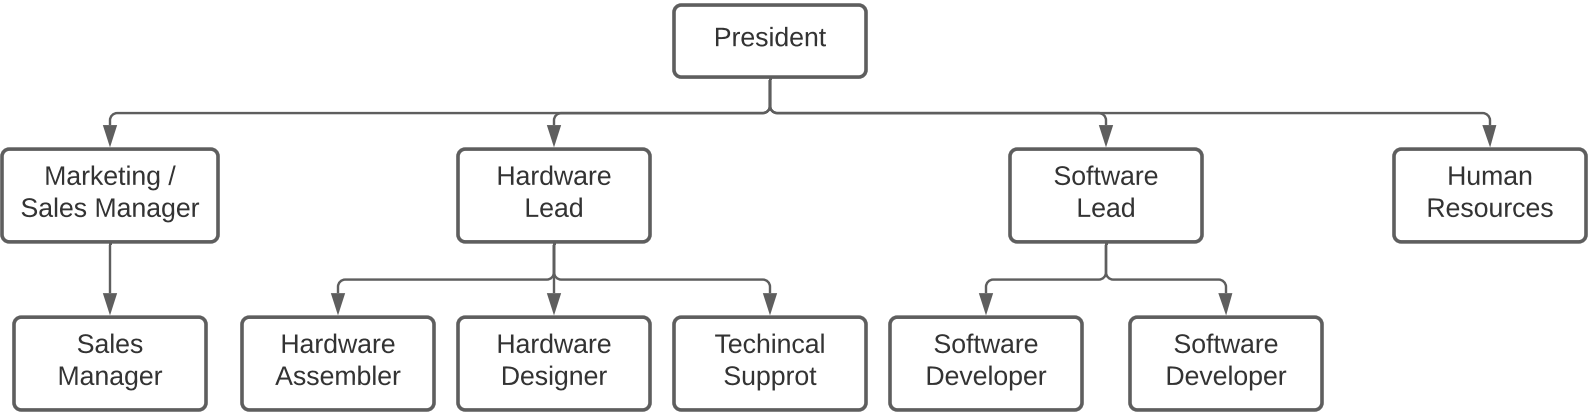 President
Marketing /
Sales Manager
Hardware
Lead
Software
Lead
Human
Resources
Sales
Manager
Hardware
Assembler
Hardware
Designer
Techincal
Supprot
Software
Developer
Software
Developer